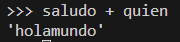 >>> saludo + quien
'holamundo'